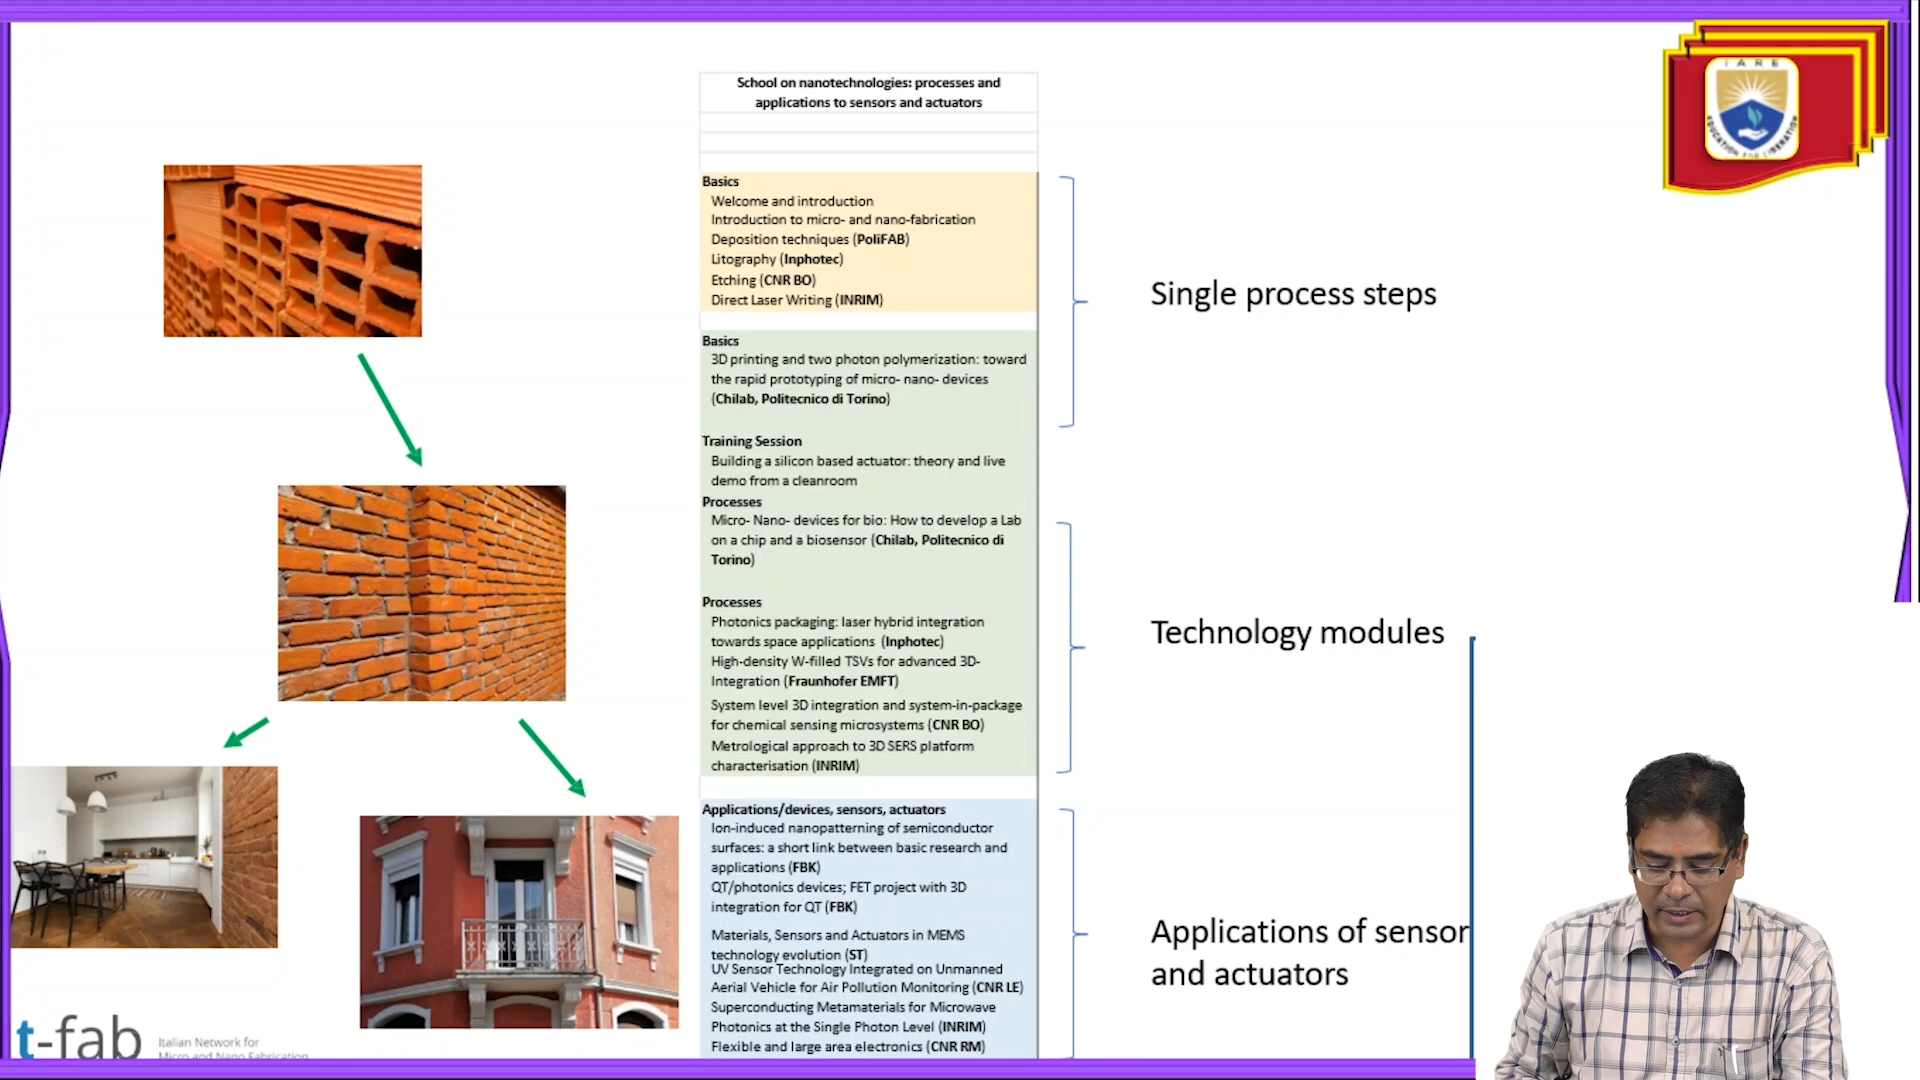 School on nanotechnologies: processes and
applications to sensors and actuators
Basics
Welcome and introduction
Introduction to micro- and nano-fabrication
Deposition techniques (PoliFAB)
Litography (Inphotec)
Etching (CNR BO)
Direct Laser Writing (INRIM)
Basics
3D printing and two photon polymerization: toward
the rapid prototyping of micro- nano- devices
(Chilab, Politecnico di Torino)
Training Session
Building a silicon based actuator: theory and live
demo from a cleanroom
Processes
Micro- Nano- devices for bio: How to develop a Lab
on a chip and a biosensor (Chilab, Politecnico di
Torino)
Processes
Photonics packaging: laser hybrid integration
towards space applications (Inphotec)
High-density W-filled TSVs for advanced 3D-
Integration (Fraunhofer EMFT)
System level 3D integration and system-in-package
for chemical sensing microsystems (CNR BO)
Metrological approach to 3D SERS platform
characterisation (INRIM)
Applications/devices, sensors, actuators
Ion-induced nanopatterning of semiconductor
surfaces: a short link between basic research and
applications (FBK)
QT/photonics devices; FET project with 3D
integration for QT (FBK)
Materials, Sensors and Actuators in MEMS
technology evolution (ST)
UV Sensor Technology Integrated on Unmanned
Aerial Vehicle for Air Pollution Monitoring (CNR LE)
Superconducting Metamaterials for Microwave
Photonics at the Single Photon Level (INRIM)
Flexible and large area electronics (CNR RM)
Single process steps
Technology modules
Applications of sensor
and actuators
t-fab
Italian Network for
Micro and Nano Fabrication
IARE
EDUCATION FOR LIBERATION